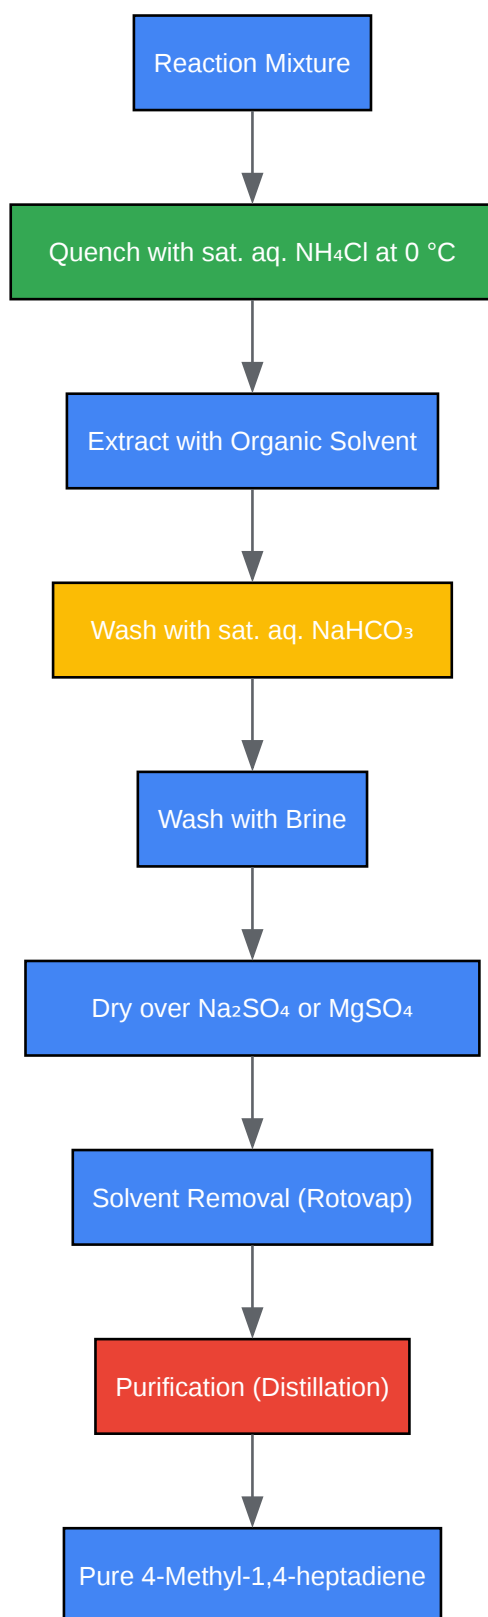 Reaction Mixture
Quench with sat. aq. NH₄Cl at 0 °C
Extract with Organic Solvent
Wash with sat. aq. NaHCO₃
Wash with Brine
Dry over Na₂SO₄ or MgSO₄
Solvent Removal (Rotovap)
Purification (Distillation)
Pure 4-Methyl-1,4-heptadiene